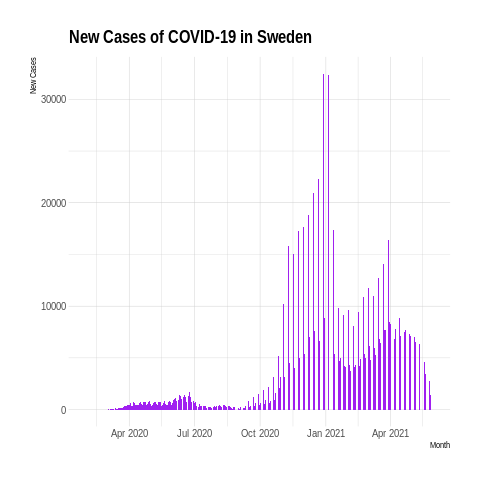 New Cases of COVID-19 in Sweden
New Cases
30000
20000
10000
0
Apr 2020 Jul 2020 Oct 2020 Jan 2021 Apr 2021
Month